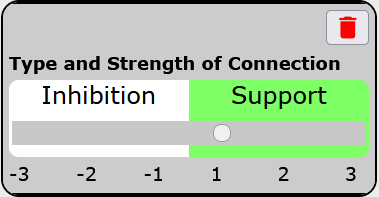 Type and Strength of Connection
Inhibition Support
-3 -2 -1 1 2 3